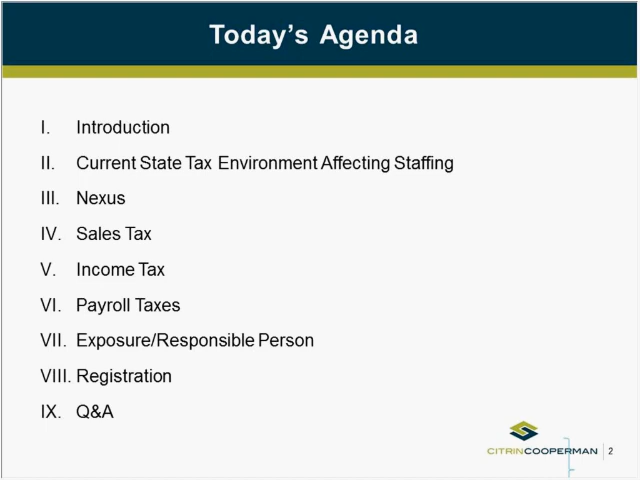 Today's Agenda
I. Introduction
II. Current State Tax Environment Affecting Staffing
III. Nexus
IV. Sales Tax
V. Income Tax
VI. Payroll Taxes
VII. Exposure/Responsible Person
VIII. Registration
IX. Q&A
CITRINCOOPERMAN 2